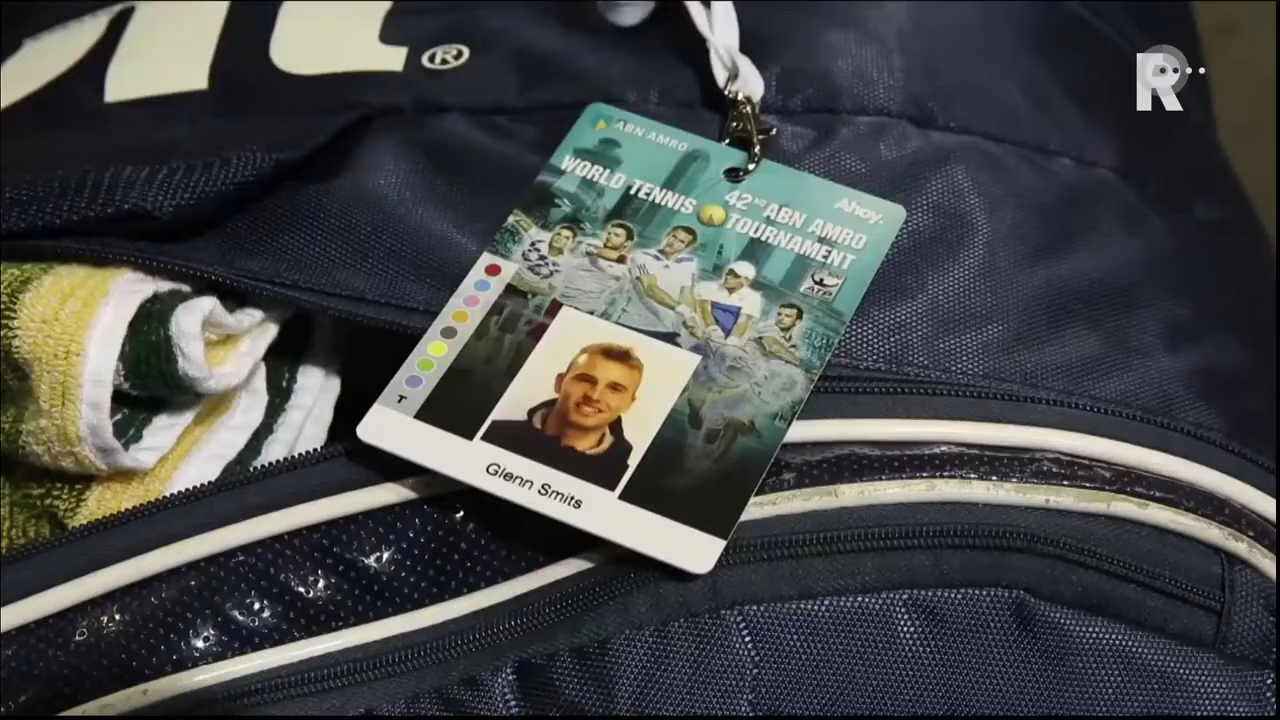 ®
R
ABN AMRO
WORLD TENNIS
42ND ABN AMRO
TOURNAMENT
Ahoy.
ATP
T
Glenn Smits